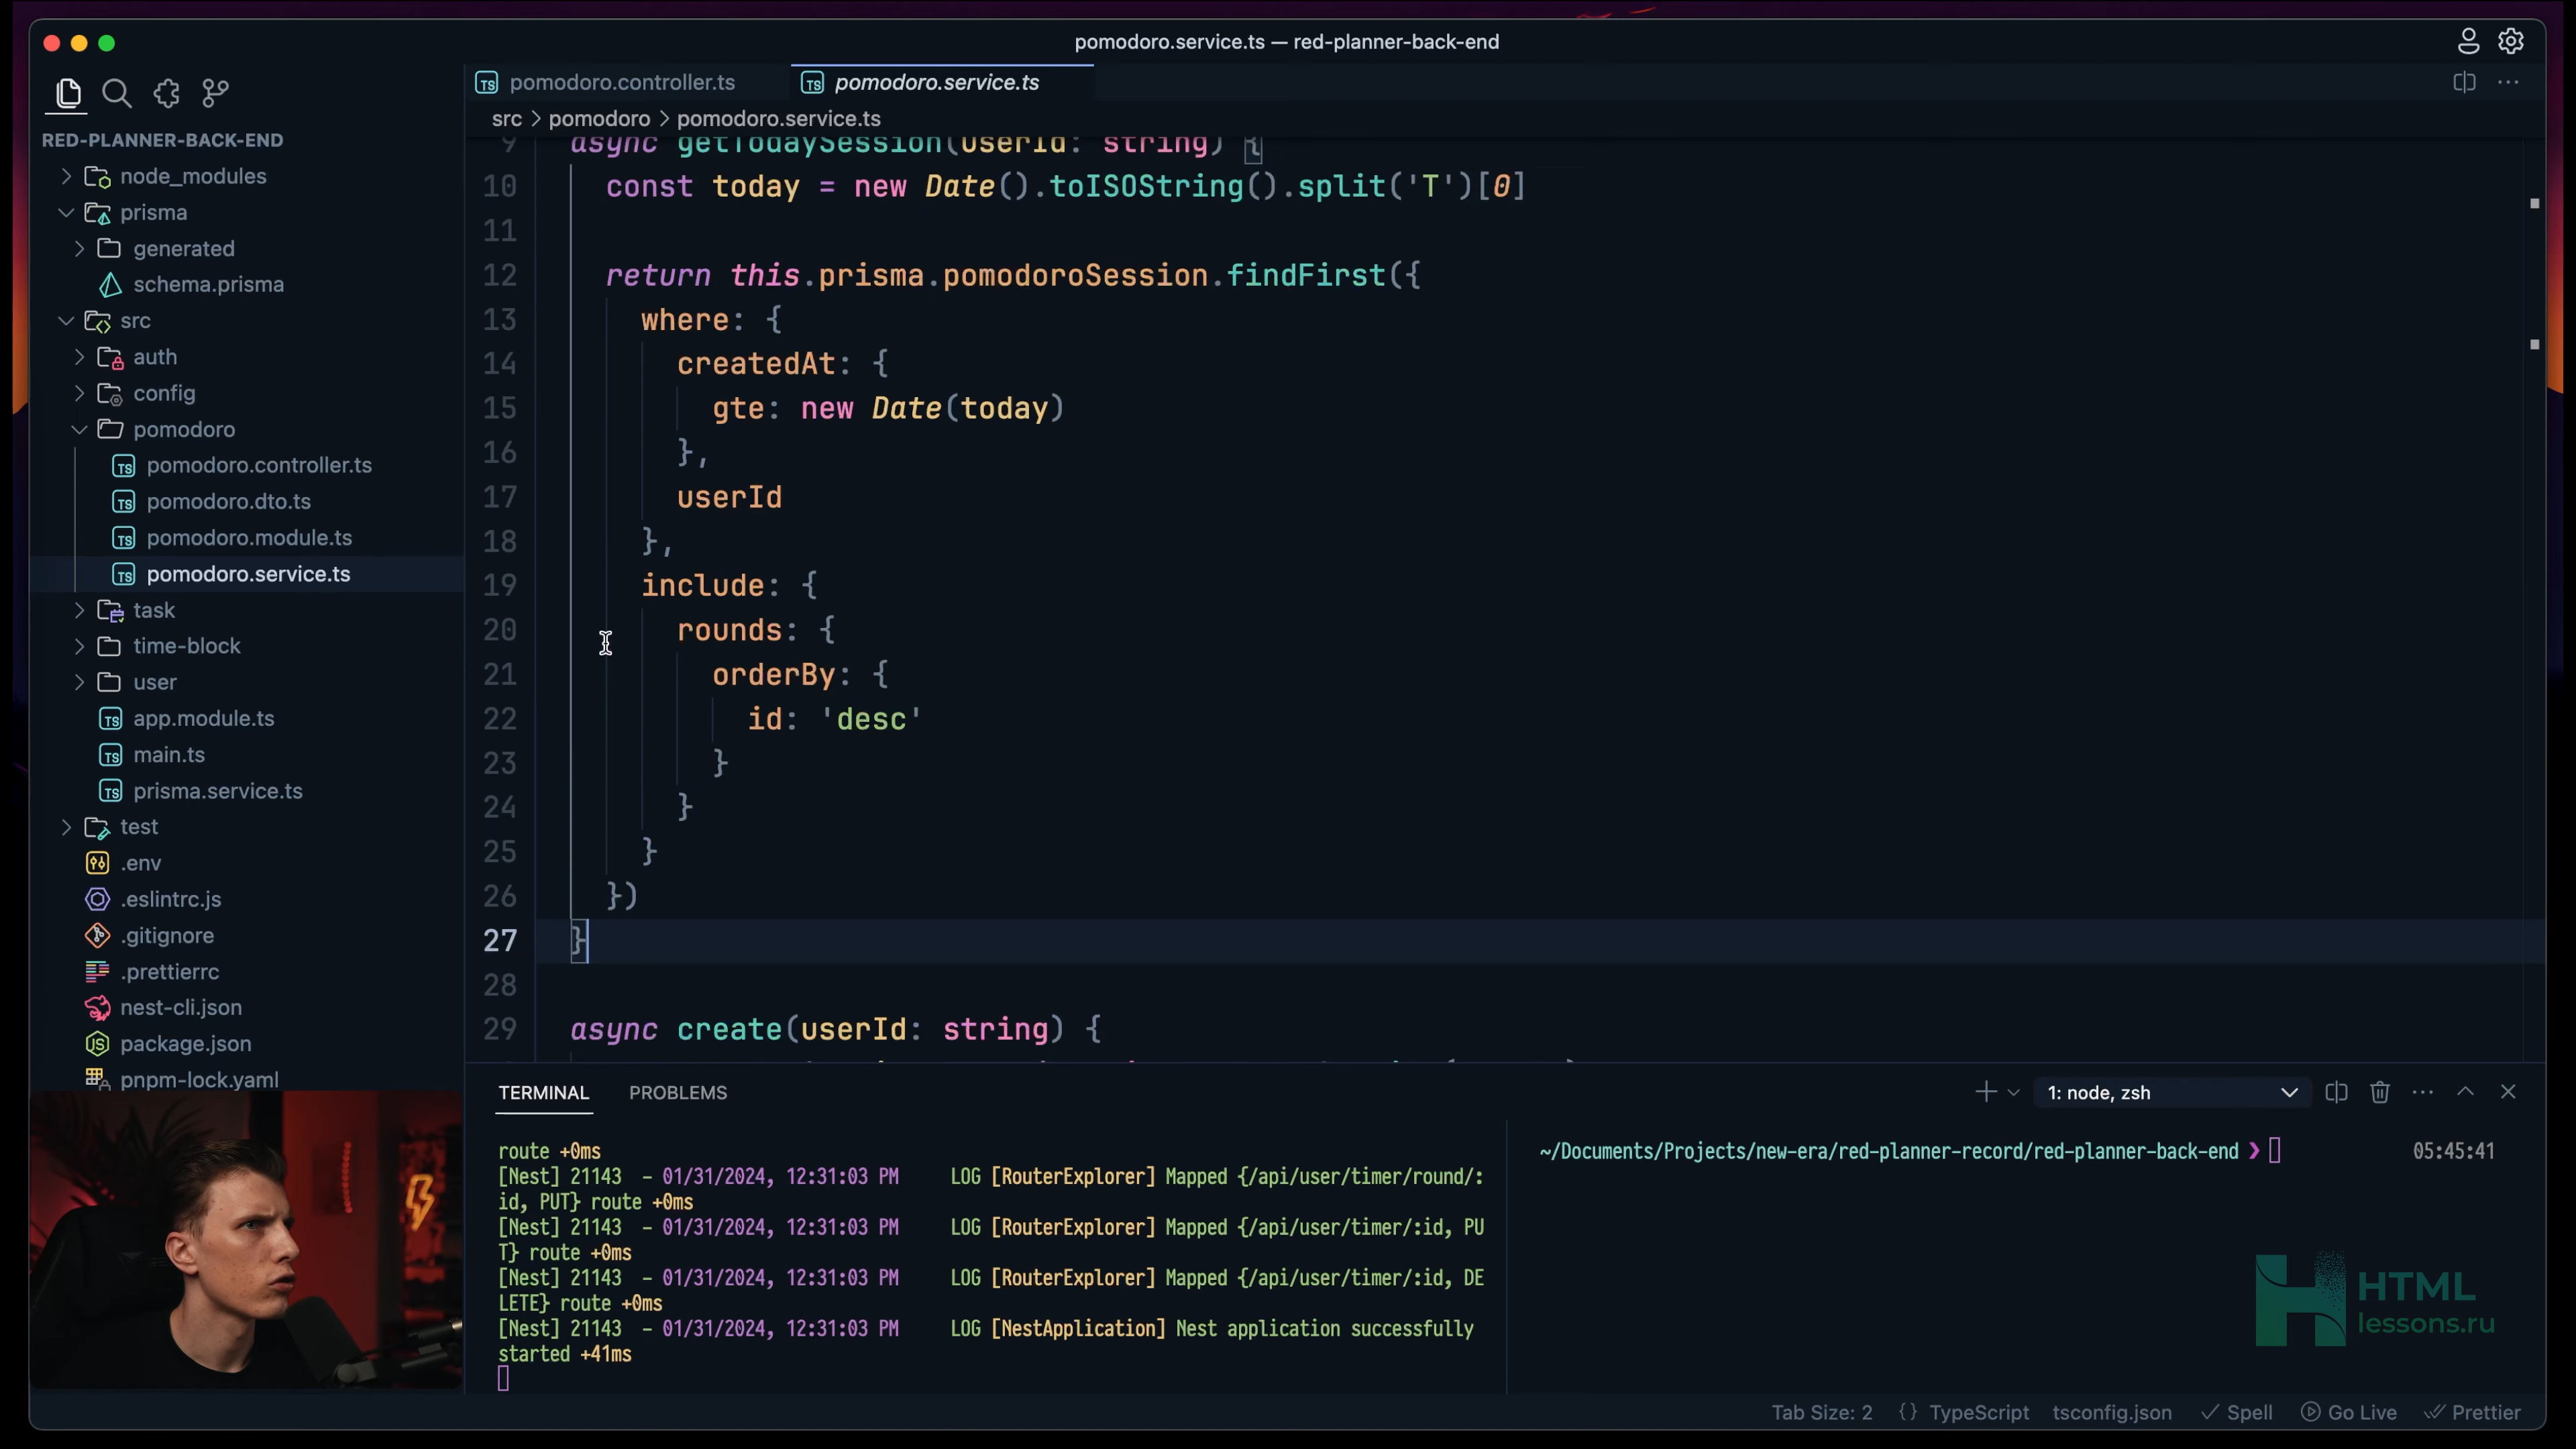 pomodoro.service.ts — red-planner-back-end
RED-PLANNER-BACK-END
node_modules
prisma
generated
schema.prisma
src
auth
config
pomodoro
pomodoro.controller.ts
pomodoro.dto.ts
pomodoro.module.ts
pomodoro.service.ts
task
time-block
user
app.module.ts
main.ts
prisma.service.ts
test
.env
.eslintrc.js
.gitignore
.prettierrc
nest-cli.json
package.json
pnpm-lock.yaml
TS pomodoro.controller.ts
TS pomodoro.service.ts
src > pomodoro > pomodoro.service.ts
9 async getTodaySession(userId: string) {
10 const today = new Date().toISOString().split('T')[0]
11
12 return this.prisma.pomodoroSession.findFirst({
13 where: {
14 createdAt: {
15 gte: new Date(today)
16 },
17 userId
18 },
19 include: {
20 rounds: {
21 orderBy: {
22 id: 'desc'
23 }
24 }
25 }
26 })
27 }
28
29 async create(userId: string) {
TERMINAL PROBLEMS
1: node, zsh
route +0ms
[Nest] 21143 - 01/31/2024, 12:31:03 PM LOG [RouterExplorer] Mapped {/api/user/timer/round/:
id, PUT} route +0ms
[Nest] 21143 - 01/31/2024, 12:31:03 PM LOG [RouterExplorer] Mapped {/api/user/timer/:id, PU
T} route +0ms
[Nest] 21143 - 01/31/2024, 12:31:03 PM LOG [RouterExplorer] Mapped {/api/user/timer/:id, DE
LETE} route +0ms
[Nest] 21143 - 01/31/2024, 12:31:03 PM LOG [NestApplication] Nest application successfully
started +41ms
~/Documents/Projects/new-era/red-planner-record/red-planner-back-end ❯ 05:45:41
HTML
lessons.ru
Tab Size: 2 {} TypeScript tsconfig.json Spell Go Live Prettier